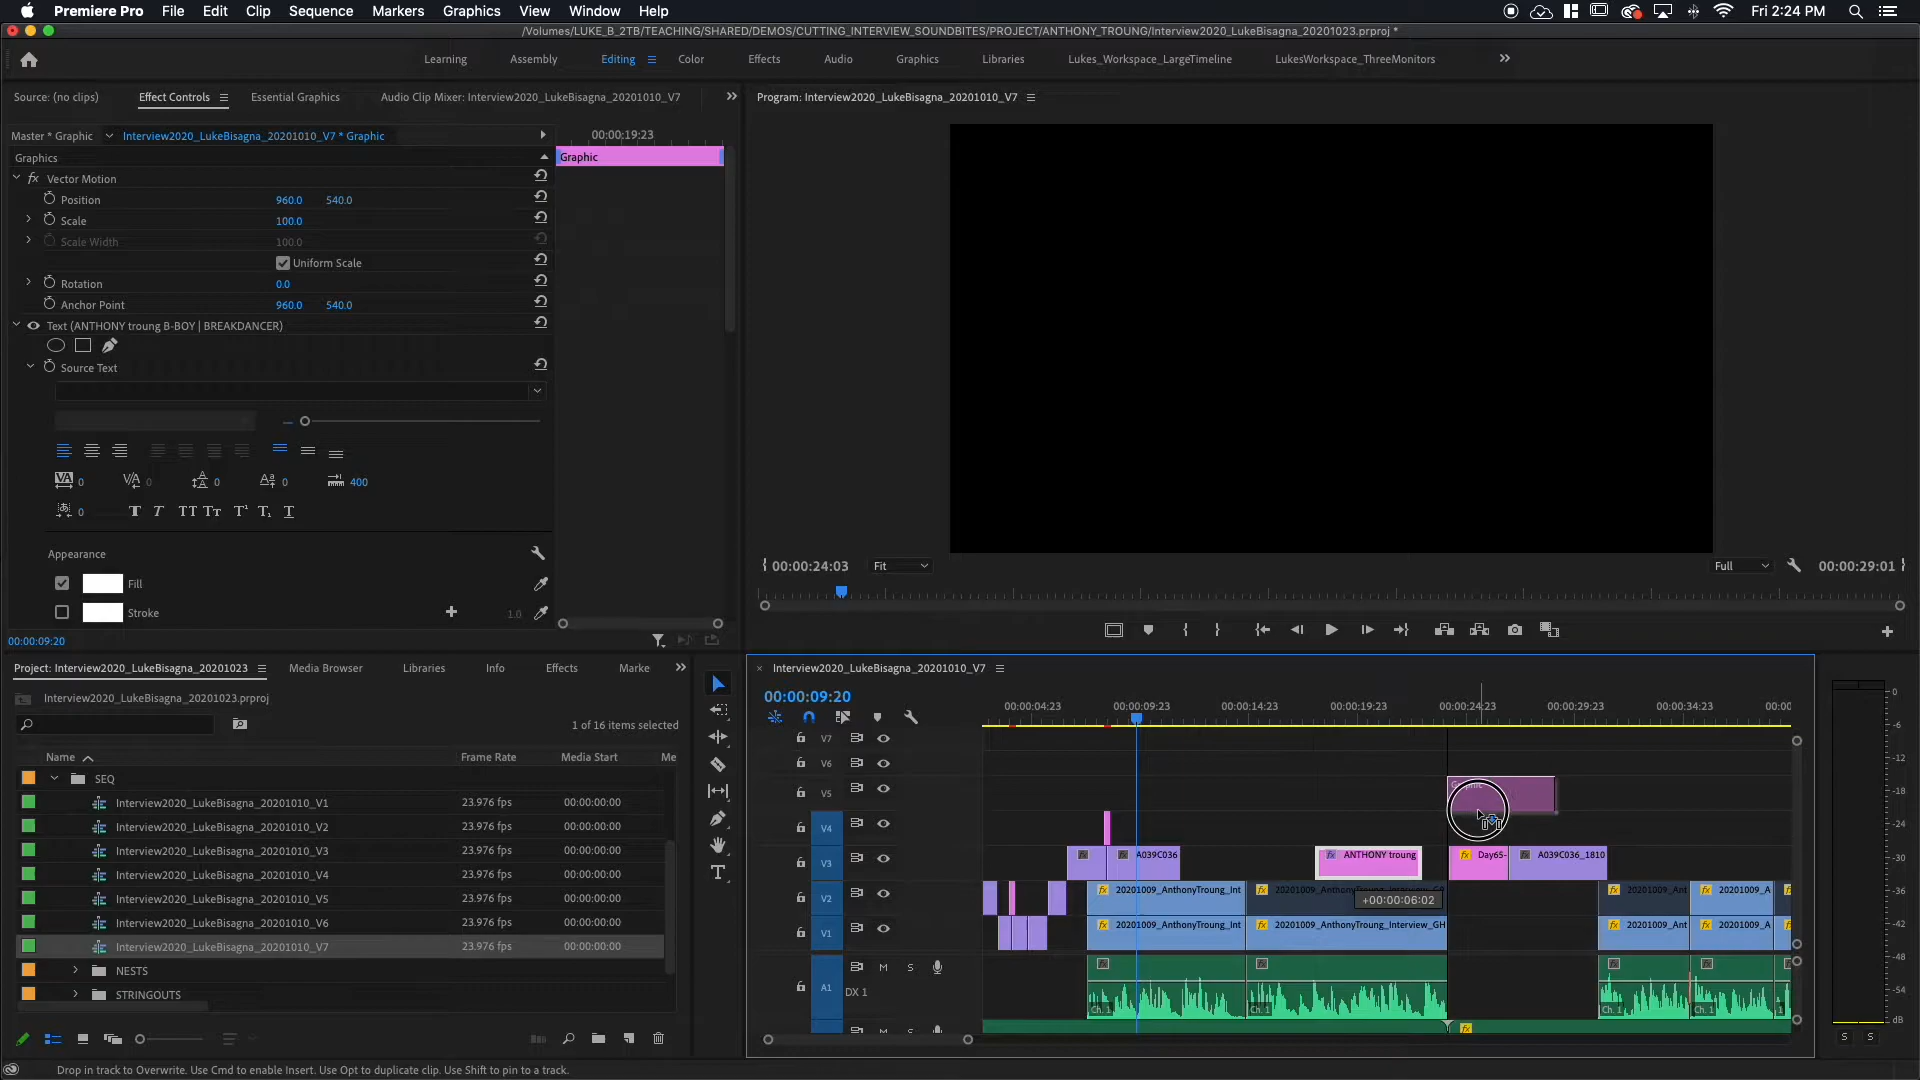 Premiere Pro File Edit Clip Sequence Markers Graphics View Window Help Fri 2:24 PM
/Volumes/LUKE_B_2TB/TEACHING/SHARED/DEMOS/CUTTING_INTERVIEW_SOUNDBITES/PROJECT/ANTHONY_TROUNG/Interview2020_LukeBisagna_20201023.prproj *
Learning Assembly Editing Color Effects Audio Graphics Libraries Lukes_Workspace_LargeTimeline LukesWorkspace_ThreeMonitors
Source: (no clips) Effect Controls Essential Graphics Audio Clip Mixer: Interview2020_LukeBisagna_20201010_V7
Program: Interview2020_LukeBisagna_20201010_V7
Master * Graphic Interview2020_LukeBisagna_20201010_V7 * Graphic 00:00:19:23
Graphics Graphic
fx Vector Motion
Position 960.0 540.0
Scale 100.0
Scale Width 100.0
Uniform Scale
Rotation 0.0
Anchor Point 960.0 540.0
Text (ANTHONY troung B-BOY | BREAKDANCER)
Source Text
0 0 0 0 400
0
Appearance
Fill
Stroke 1.0
00:00:09:20
00:00:24:03 Fit Full 00:00:29:01
Project: Interview2020_LukeBisagna_20201023 Media Browser Libraries Info Effects Marke
Interview2020_LukeBisagna_20201023.prproj
1 of 16 items selected
Name Frame Rate Media Start Me
SEQ
Interview2020_LukeBisagna_20201010_V1 23.976 fps 00:00:00:00
Interview2020_LukeBisagna_20201010_V2 23.976 fps 00:00:00:00
Interview2020_LukeBisagna_20201010_V3 23.976 fps 00:00:00:00
Interview2020_LukeBisagna_20201010_V4 23.976 fps 00:00:00:00
Interview2020_LukeBisagna_20201010_V5 23.976 fps 00:00:00:00
Interview2020_LukeBisagna_20201010_V6 23.976 fps 00:00:00:00
Interview2020_LukeBisagna_20201010_V7 23.976 fps 00:00:00:00
NESTS
STRINGOUTS
Interview2020_LukeBisagna_20201010_V7
00:00:09:20
00:00:04:23 00:00:09:23 00:00:14:23 00:00:19:23 00:00:24:23 00:00:29:23 00:00:34:23 00:00
V7
V6
V5
V4
V3 A039C036 ANTHONY troung Day65- A039C036_1810
V2 20201009_AnthonyTroung_Int 20201009_AnthonyTroung_Interview_GH 20201009_Ant 20201009_A
+00:00:06:02
V1 20201009_AnthonyTroung_Int 20201009_AnthonyTroung_Interview_GH 20201009_Ant 20201009_A
M S
A1 DX 1
Ch. 1 Ch. 1 Ch. 1 Ch. 1
0
-6
-12
-18
-24
-30
-36
-42
-48
-54
dB
S S
Drop in track to Overwrite. Use Cmd to enable Insert. Use Opt to duplicate clip. Use Shift to pin to a track.